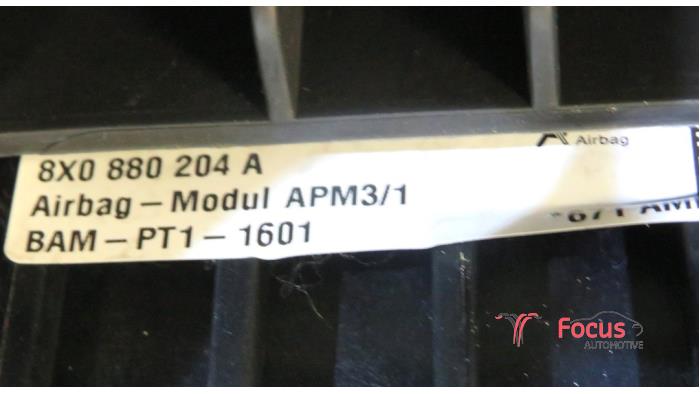 8X0 880 204 A
Airbag
Airbag – Modul APM3/1
BAM – PT1 – 1601
Focus
AUTOMOTIVE